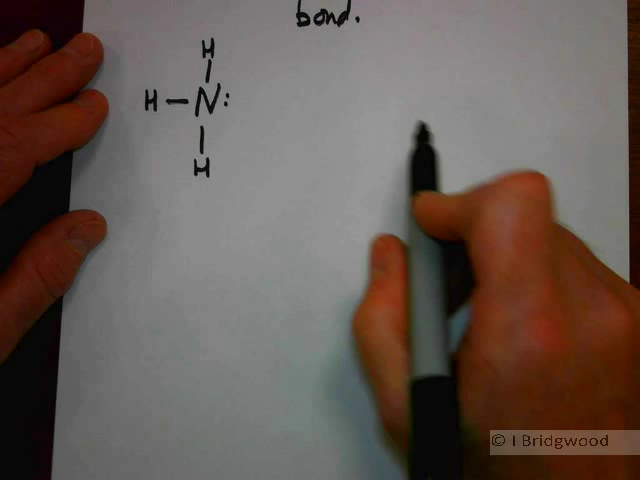 bond.
H
H — N:
H
© I Bridgwood